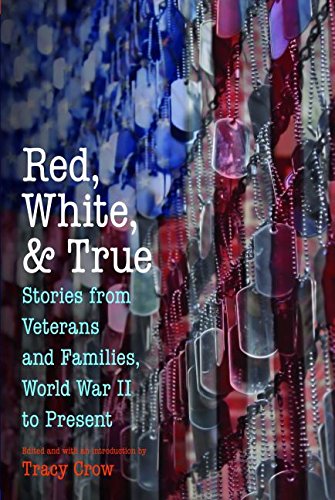 Red,
White,
& True
Stories from
Veterans
and Families,
World War II
to Present
Edited and with an introduction by
Tracy Crow